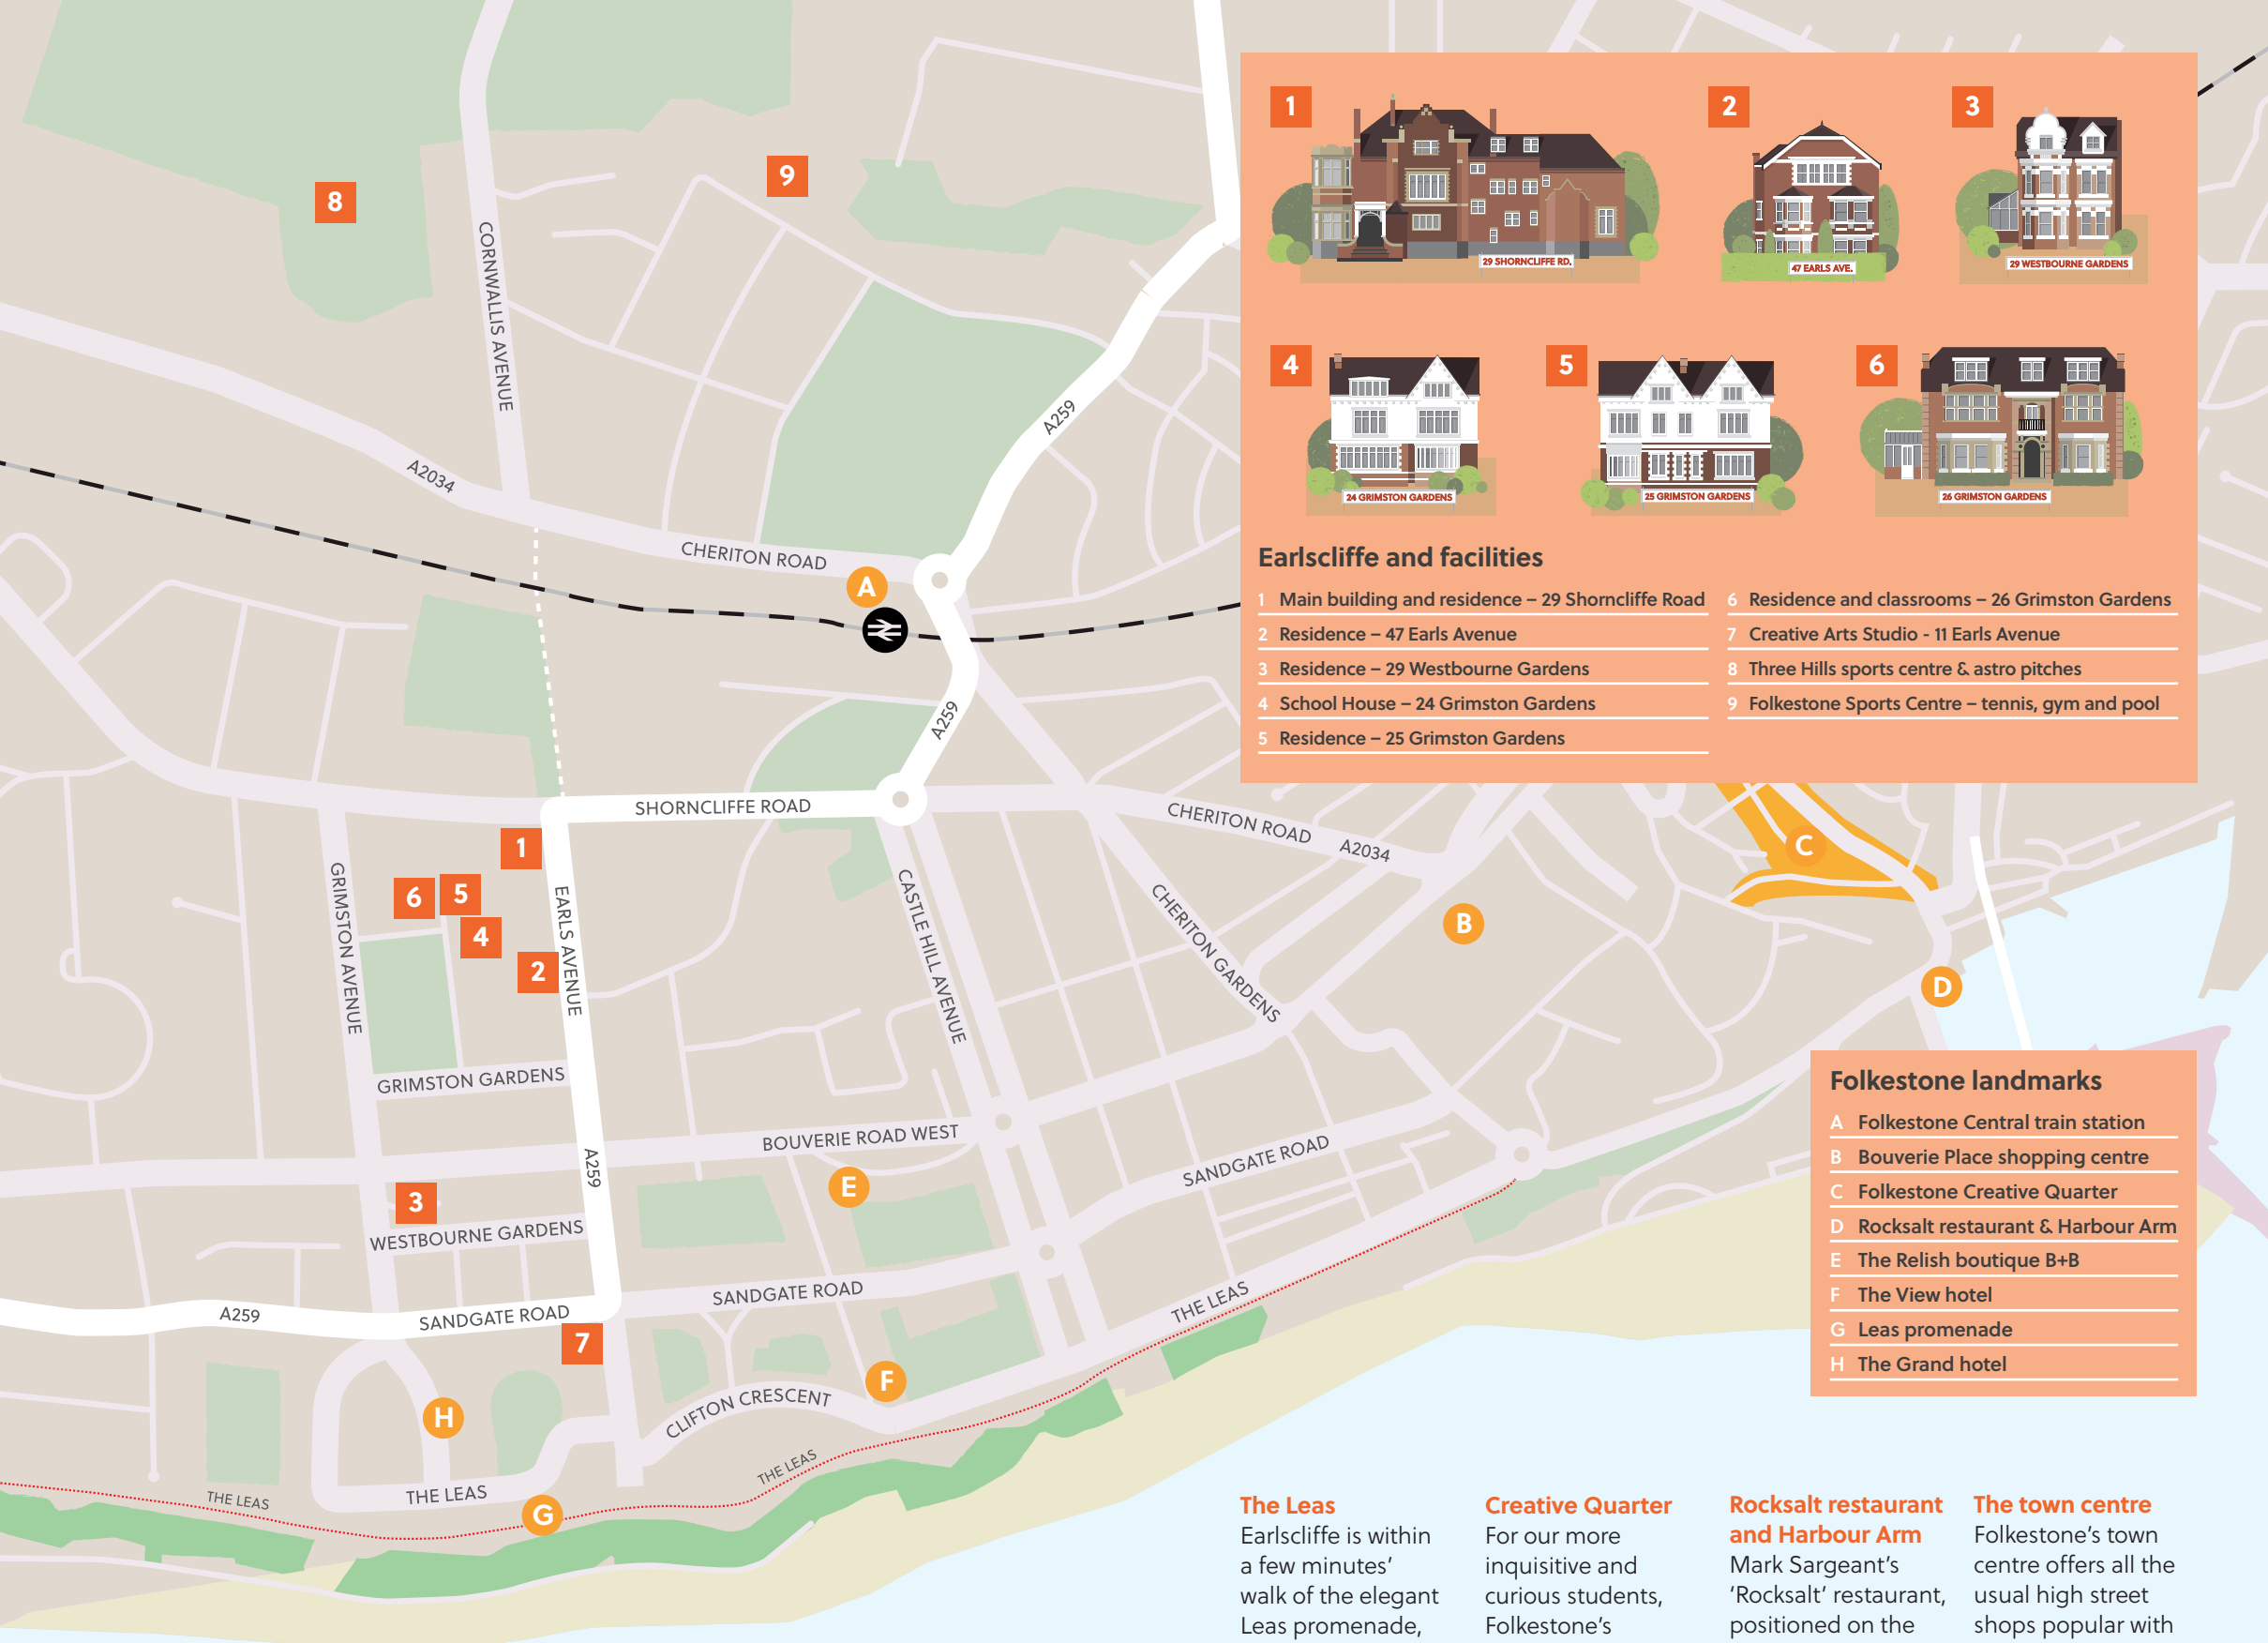 8
9
CORNWALLIS AVENUE
A2034
CHERITON ROAD
A259
A
A259
SHORNCLIFFE ROAD
1
6
5
4
2
GRIMSTON AVENUE
EARLS AVENUE
CASTLE HILL AVENUE
CHERITON GARDENS
CHERITON ROAD
A2034
B
C
D
GRIMSTON GARDENS
BOUVERIE ROAD WEST
A259
3
E
WESTBOURNE GARDENS
SANDGATE ROAD
SANDGATE ROAD
A259
SANDGATE ROAD
7
THE LEAS
F
H
CLIFTON CRESCENT
THE LEAS
THE LEAS
THE LEAS
G
1
2
3
29 SHORNCLIFFE RD.
47 EARLS AVE.
29 WESTBOURNE GARDENS
4
5
6
24 GRIMSTON GARDENS
25 GRIMSTON GARDENS
26 GRIMSTON GARDENS
Earlscliffe and facilities
1 Main building and residence – 29 Shorncliffe Road
2 Residence – 47 Earls Avenue
3 Residence – 29 Westbourne Gardens
4 School House – 24 Grimston Gardens
5 Residence – 25 Grimston Gardens
6 Residence and classrooms – 26 Grimston Gardens
7 Creative Arts Studio - 11 Earls Avenue
8 Three Hills sports centre & astro pitches
9 Folkestone Sports Centre – tennis, gym and pool
Folkestone landmarks
A Folkestone Central train station
B Bouverie Place shopping centre
C Folkestone Creative Quarter
D Rocksalt restaurant & Harbour Arm
E The Relish boutique B+B
F The View hotel
G Leas promenade
H The Grand hotel
The Leas
Earlscliffe is within
a few minutes’
walk of the elegant
Leas promenade,
Creative Quarter
For our more
inquisitive and
curious students,
Folkestone’s
Rocksalt restaurant
and Harbour Arm
Mark Sargeant’s
‘Rocksalt’ restaurant,
positioned on the
The town centre
Folkestone’s town
centre offers all the
usual high street
shops popular with